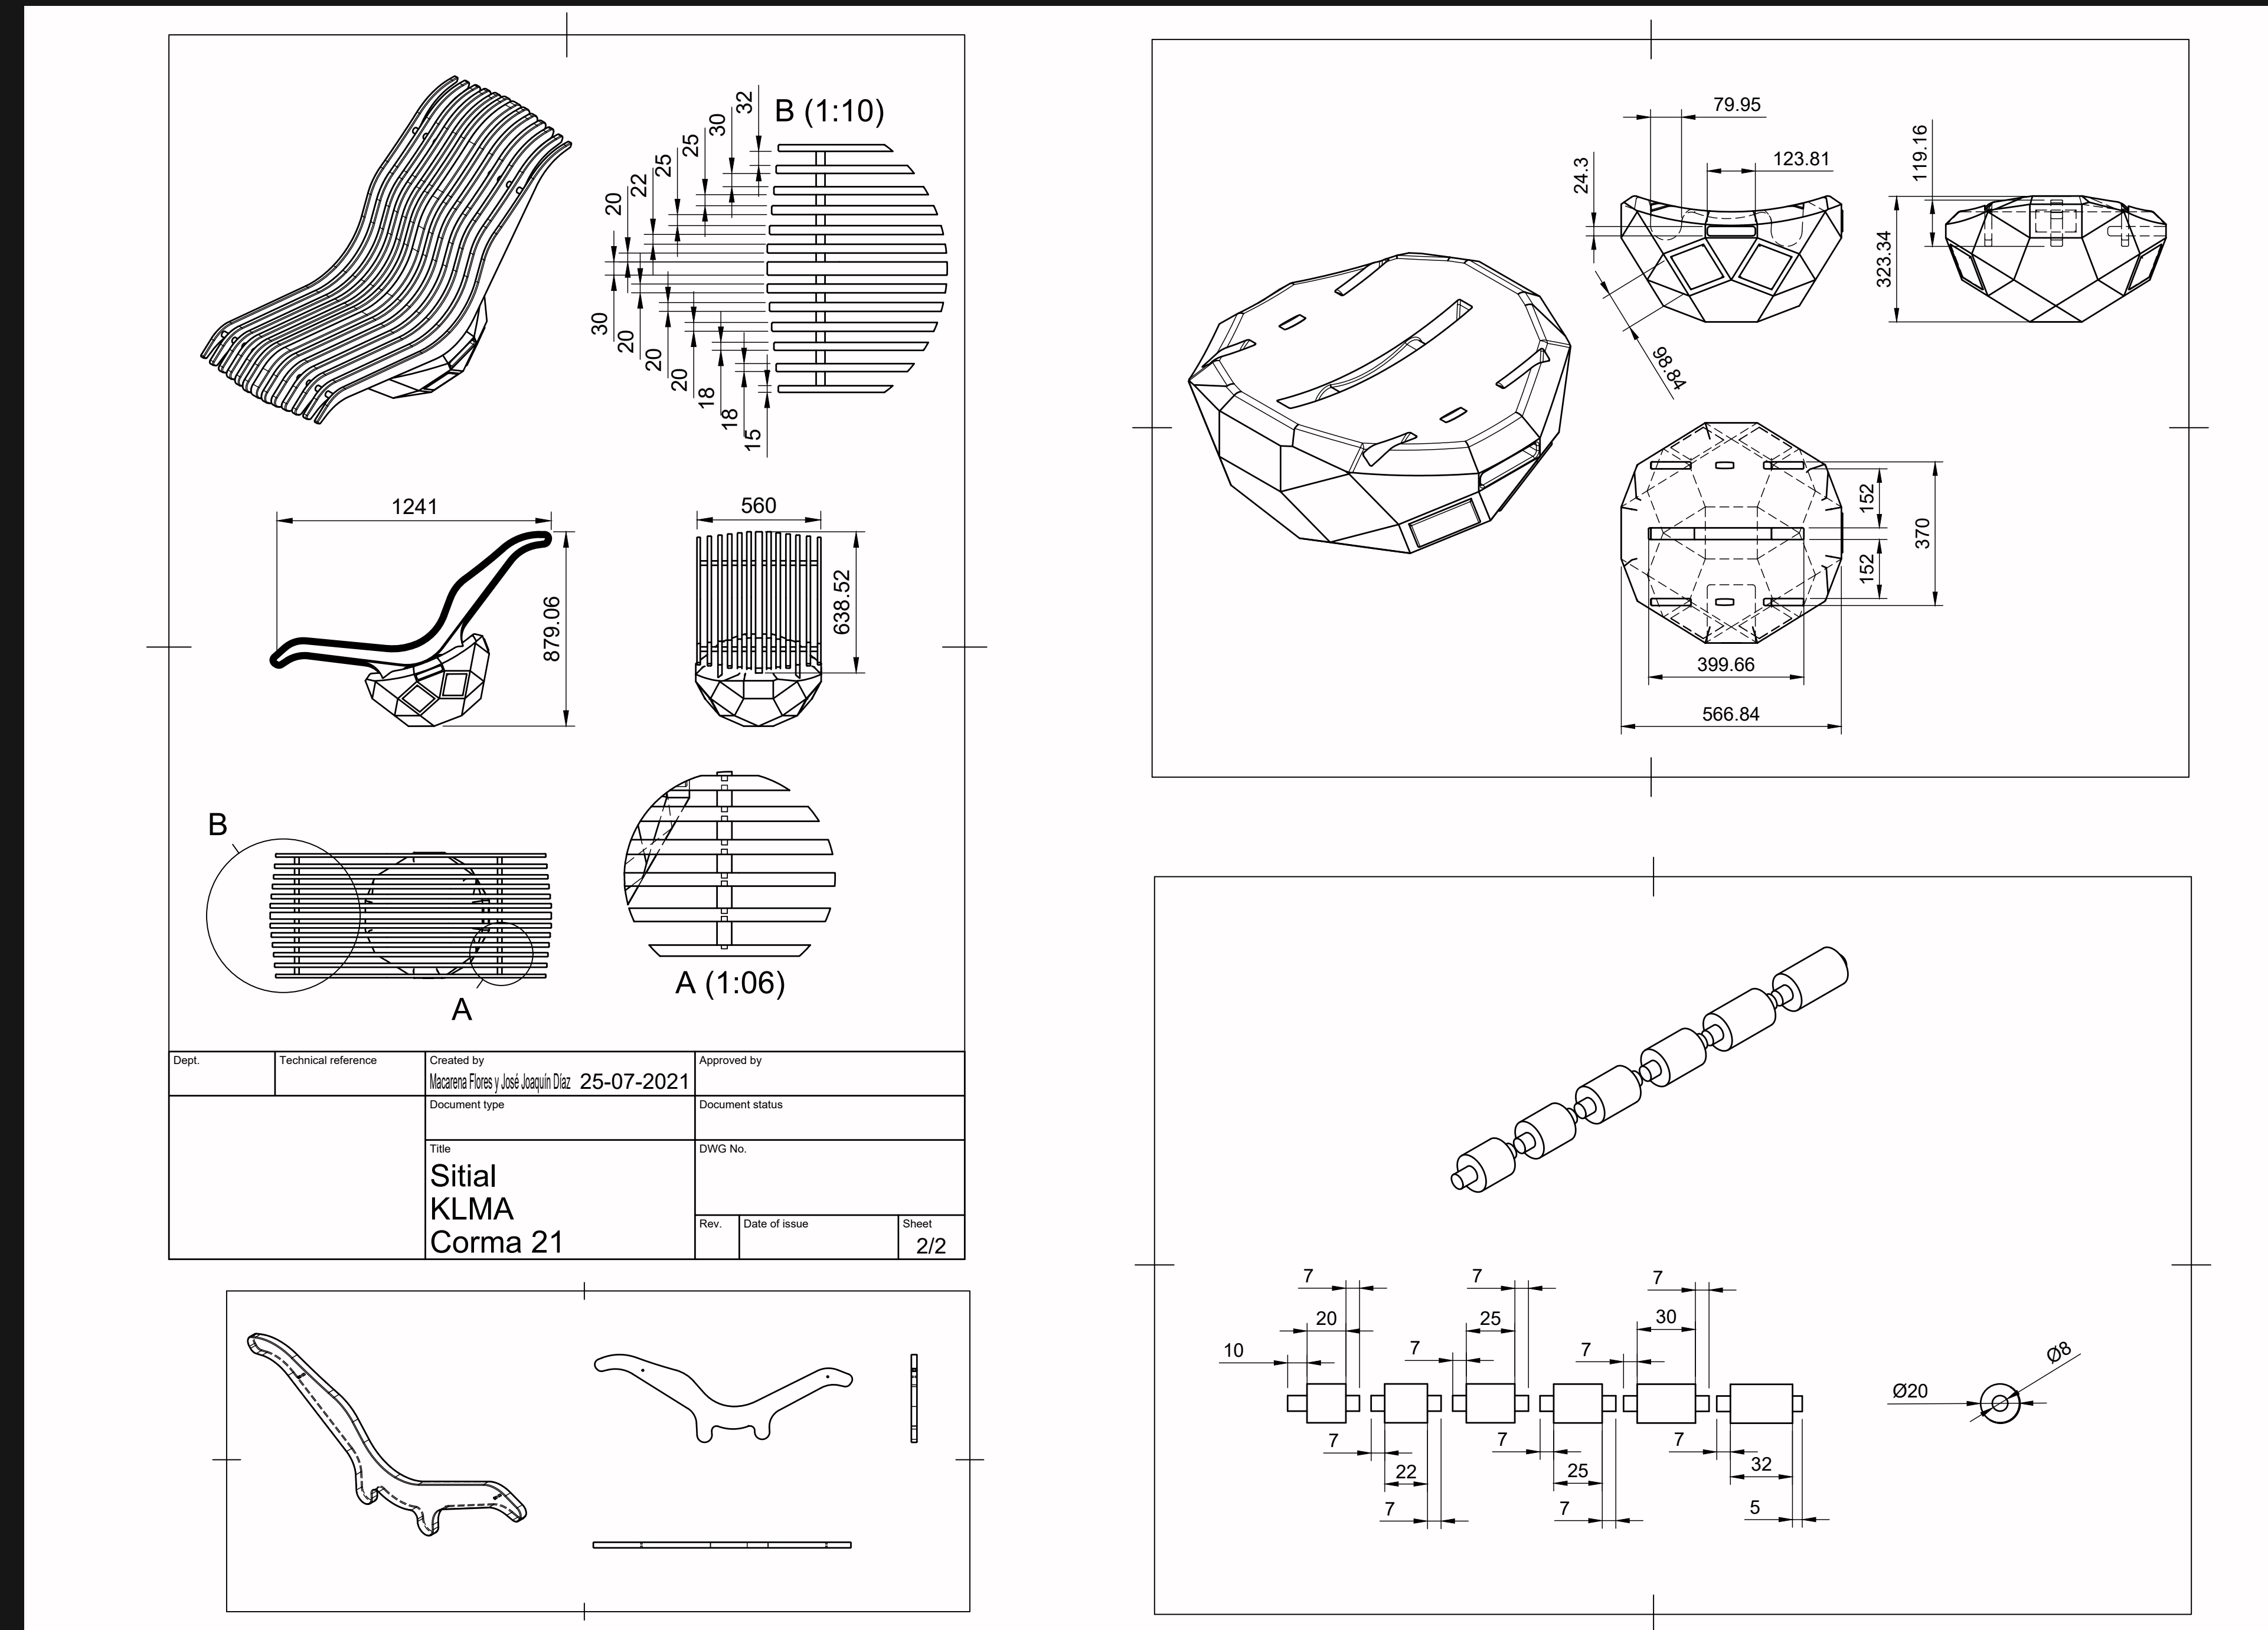 B (1:10)
32
30
25
25
22
20
30
20
20
20
18
18
15
1241
879.06
560
638.52
B
A
A (1:06)
Dept.
Technical reference
Created by
Macarena Flores y José Joaquín Díaz 25-07-2021
Approved by
Document type
Document status
Title
Sitial
KLMA
Corma 21
DWG No.
Rev.
Date of issue
Sheet
2/2
79.95
123.81
24.3
98.84
119.16
323.34
152
370
152
399.66
566.84
7
7
7
20
25
30
10
7
7
7
7
7
22
25
32
7
7
5
Ø20
Ø8